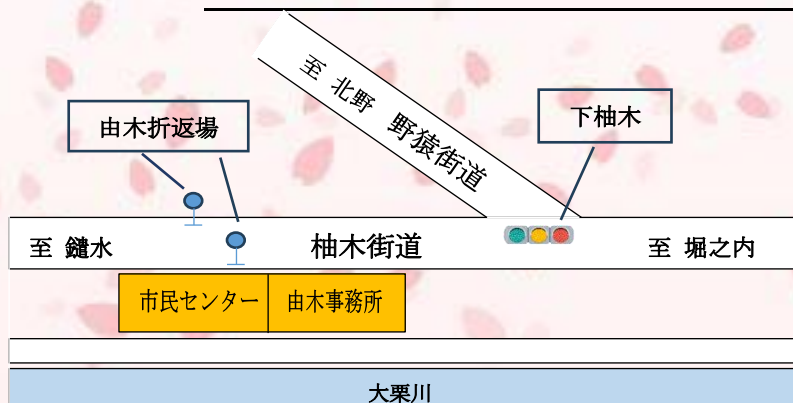 至 北野 野猿街道
由木折返場
下柚木
至 鑓水
柚木街道
至 堀之内
市民センター
由木事務所
大栗川